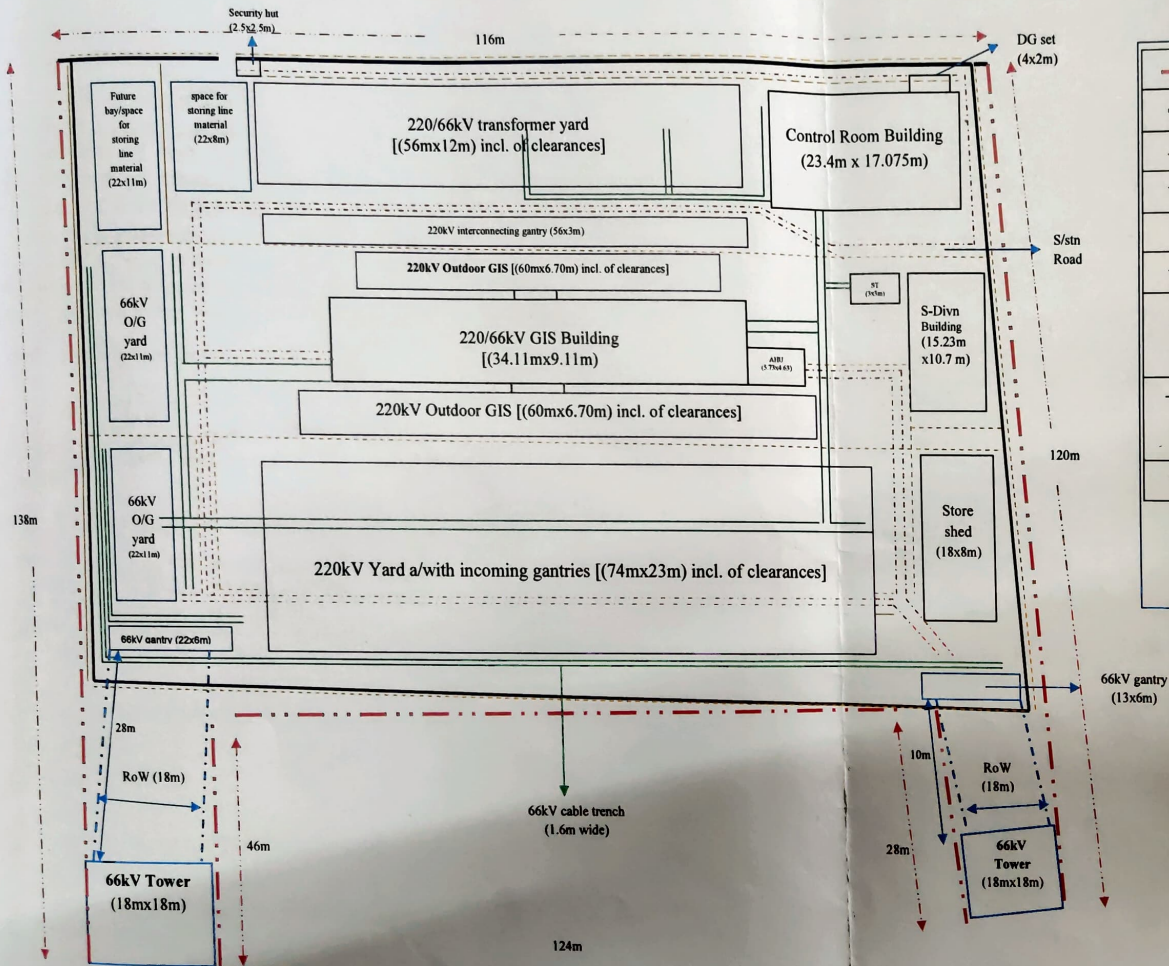 Security hut
(2.5x2.5m)
116m
DG set
(4x2m)
Future
bay/space
for
storing
line
material
(22x11m)
space for
storing line
material
(22x8m)
220/66kV transformer yard
[(56mx12m) incl. of clearances]
Control Room Building
(23.4m x 17.075m)
220kV interconnecting gantry (56x3m)
S/stn
Road
220kV Outdoor GIS [(60mx6.70m) incl. of clearances]
66kV
O/G
yard
(22x11m)
ST
(3x3m)
S-Divn
Building
(15.23m
x10.7 m)
220/66kV GIS Building
[(34.11mx9.11m)
AHU
(3.73x4.63)
220kV Outdoor GIS [(60mx6.70m) incl. of clearances]
120m
138m
66kV
O/G
yard
(22x11m)
Store
shed
(18x8m)
220kV Yard a/with incoming gantries [(74mx23m) incl. of clearances]
66kV gantry (22x6m)
66kV gantry
(13x6m)
28m
RoW (18m)
10m
RoW
(18m)
66kV cable trench
(1.6m wide)
46m
28m
66kV Tower
(18mx18m)
66kV
Tower
(18mx18m)
124m